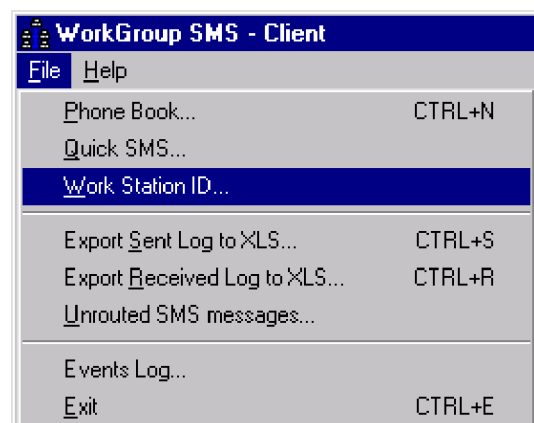 WorkGroup SMS - Client
File Help
Phone Book... CTRL+N
Quick SMS...
Work Station ID...
Export Sent Log to XLS... CTRL+S
Export Received Log to XLS... CTRL+R
Unrouted SMS messages...
Events Log...
Exit CTRL+E